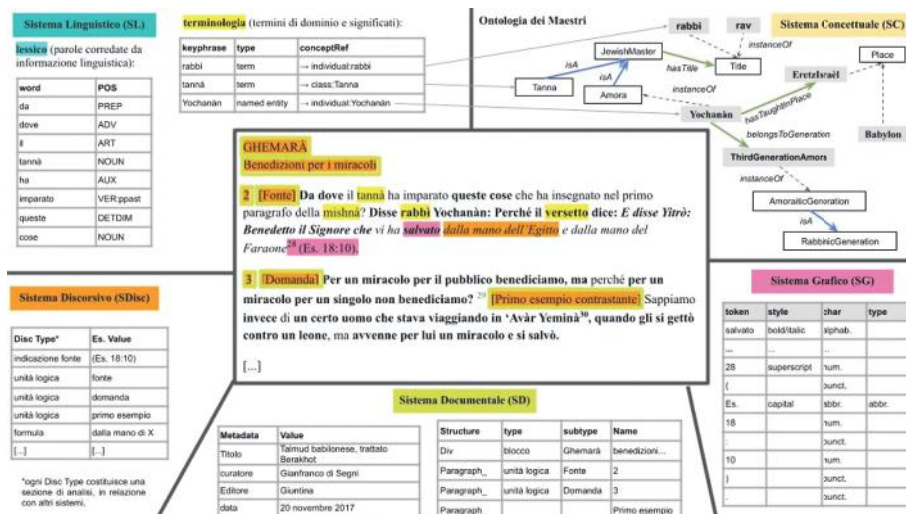 Sistema Linguistico (SL)
lessico (parole corredate da
informazione linguistica):
word POS
da PREP
dove ADV
il ART
tannà NOUN
ha AUX
imparato VER:ppast
queste DETDIM
cose NOUN
terminologia (termini di dominio e significati):
keyphrase type conceptRef
rabbi term → individual:rabbi
tannà term → class:Tanna
Yochanàn named entity → individual:Yochanàn
Ontologia dei Maestri
Sistema Concettuale (SC)
rabbi
rav
instanceOf
JewishMaster
isA
hasTitle
Title
Tanna
isA
Amora
instanceOf
EretzIsraèl
Place
Yochanàn
hasTaughtInPlace
belongsToGeneration
Babylon
ThirdGenerationAmora
instanceOf
AmoraiticGeneration
isA
RabbinicGeneration
GHEMARÀ
Benedizioni per i miracoli
2 [Fonte] Da dove il tannà ha imparato queste cose che ha insegnato nel primo
paragrafo della mishnà? Disse rabbi Yochanàn: Perché il versetto dice: E disse Yitrò:
Benedetto il Signore che vi ha salvato dalla mano dell'Egitto e dalla mano del
Faraone28 (Es. 18:10).
3 [Domanda] Per un miracolo per il pubblico benediciamo, ma perché per un
miracolo per un singolo non benediciamo? 29 [Primo esempio contrastante] Sappiamo
invece di un certo uomo che stava viaggiando in ‘Avàr Yeminà30, quando gli si gettò
contro un leone, ma avvenne per lui un miracolo e si salvò.
[...]
Sistema Discorsivo (SDisc)
Disc Type* Es. Value
indicazione fonte (Es. 18:10)
unità logica fonte
unità logica domanda
unità logica primo esempio
formula dalla mano di X
[...] [...]
*ogni Disc Type costituisce una
sezione di analisi, in relazione
con altri sistemi.
Sistema Documentale (SD)
Metadata Value
Titolo Talmud babilonese, trattato
Berakhot
curatore Gianfranco di Segni
Editore Giuntina
data 20 novembre 2017
Structure type subtype Name
Div blocco Ghemarà benedizioni...
Paragraph_ unità logica Fonte 2
Paragraph_ unità logica Domanda 3
Paragraph Primo esempio
Sistema Grafico (SG)
token style char type
salvato bold/italic alphab.
... ... ..
28 superscript num.
( punct.
Es. capital abbr. abbr.
18 num.
punct.
10 num.
) punct.
. punct.